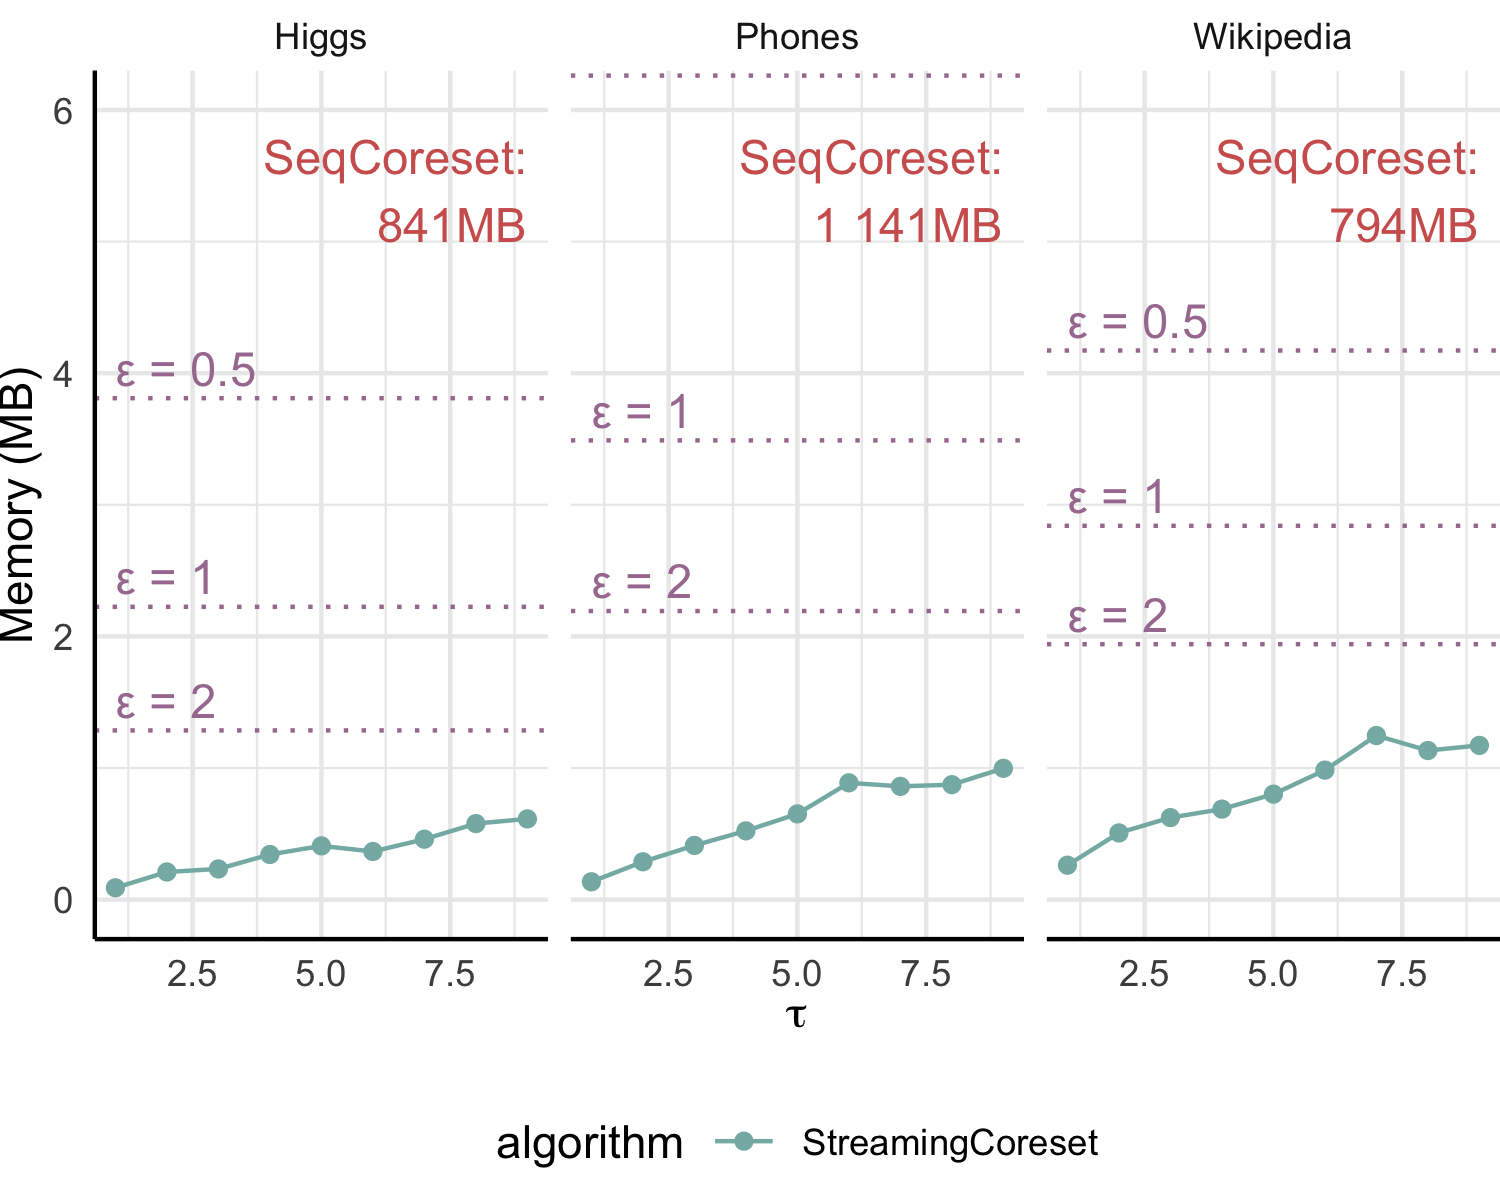 Higgs
Phones
Wikipedia
Memory (MB)
6
4
2
0
SeqCoreset:
841MB
ε = 0.5
ε = 1
ε = 2
SeqCoreset:
1 141MB
ε = 1
ε = 2
SeqCoreset:
794MB
ε = 0.5
ε = 1
ε = 2
2.5 5.0 7.5
2.5 5.0 7.5
2.5 5.0 7.5
τ
algorithm StreamingCoreset